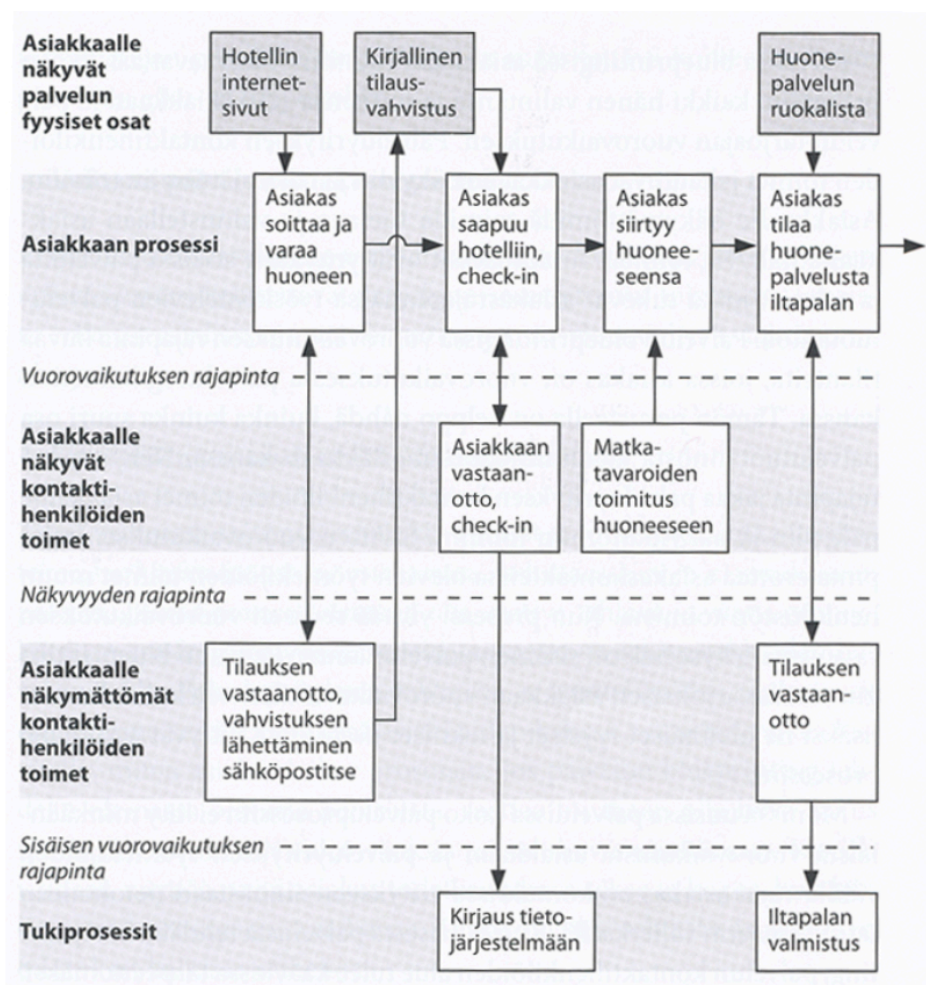 Asiakkaalle
näkyvät
palvelun
fyysiset osat
Hotellin
internet-
sivut
Kirjallinen
tilaus-
vahvistus
Huone-
palvelun
ruokalista
Asiakkaan prosessi
Asiakas
soittaa ja
varaa
huoneen
Asiakas
saapuu
hotelliin,
check-in
Asiakas
siirtyy
huonee-
seensa
Asiakas
tilaa
huone-
palvelusta
iltapalan
Vuorovaikutuksen rajapinta
Asiakkaalle
näkyvät
kontakti-
henkilöiden
toimet
Asiakkaan
vastaan-
otto,
check-in
Matka-
tavaroiden
toimitus
huoneeseen
Näkyvyyden rajapinta
Asiakkaalle
näkymättömät
kontakti-
henkilöiden
toimet
Tilauksen
vastaanotto,
vahvistuksen
lähettäminen
sähköpostitse
Tilauksen
vastaan-
otto
Sisäisen vuorovaikutuksen
rajapinta
Tukiprosessit
Kirjaus tieto-
järjestelmään
Iltapalan
valmistus